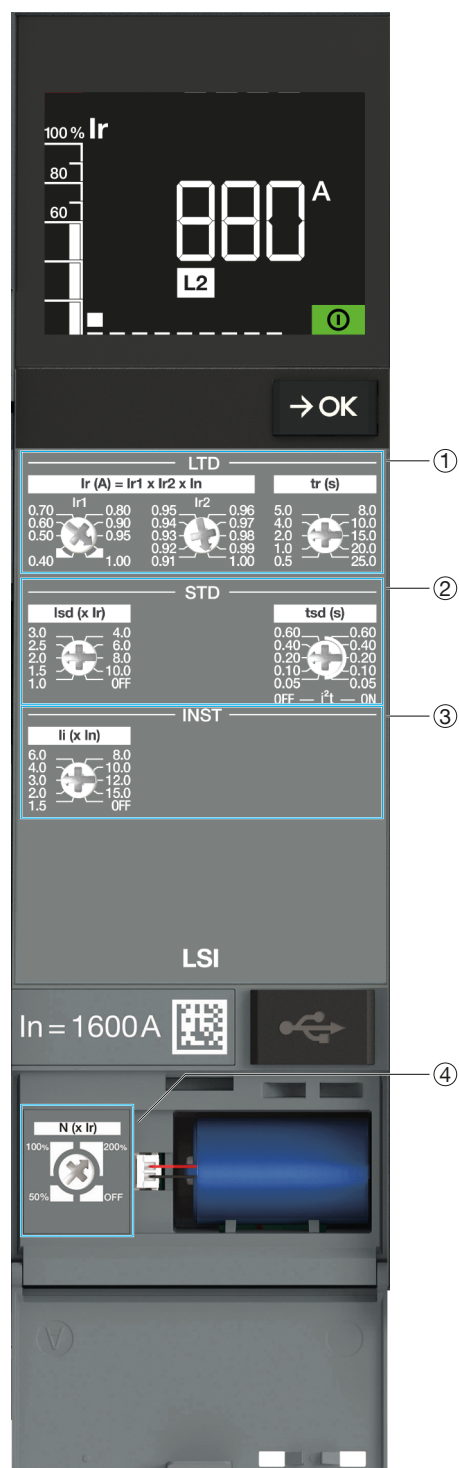 100 % Ir
80
60
880 A
L2
→ OK
LTD
1
Ir (A) = Ir1 x Ir2 x In
tr (s)
Ir1
Ir2
0.70 0.80 0.95 0.96 5.0 8.0
0.60 0.90 0.94 0.97 4.0 10.0
0.50 0.95 0.93 0.98 2.0 15.0
0.92 0.99 1.0 20.0
0.40 1.00 0.91 1.00 0.5 25.0
STD
2
Isd (x Ir) tsd (s)
3.0 4.0 0.60 0.60
2.5 6.0 0.40 0.40
2.0 8.0 0.20 0.20
1.5 10.0 0.10 0.10
1.0 OFF 0.05 0.05
OFF — i²t — ON
INST
3
Ii (x In)
6.0 8.0
4.0 10.0
3.0 12.0
2.0 15.0
1.5 OFF
LSI
In = 1600 A
4
N (x Ir)
100% 200%
50% OFF